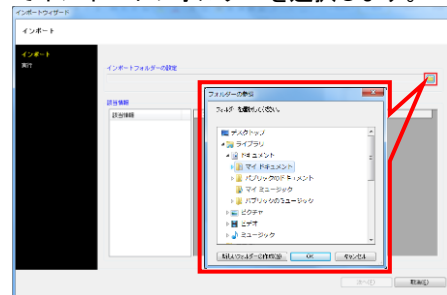 インポートウィザード
インポート
インポート
実行
インポートフォルダーの設定
該当情報
該当情報
フォルダーの参照
フォルダーを選択してください。
デスクトップ
ライブラリ
ドキュメント
マイ ドキュメント
パブリックのドキュメント
マイ ミュージック
パブリックのミュージック
ピクチャ
ビデオ
ミュージック
新しいフォルダーの作成(N)
OK
キャンセル